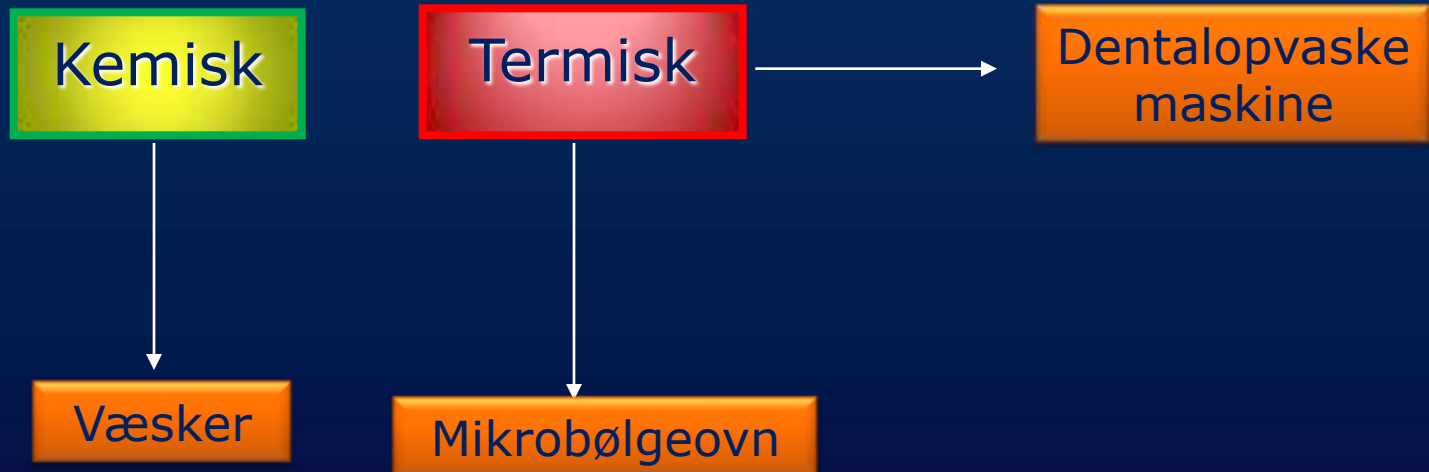 Kemisk
Termisk
Dentalopvaske
maskine
Væsker
Mikrobølgeovn